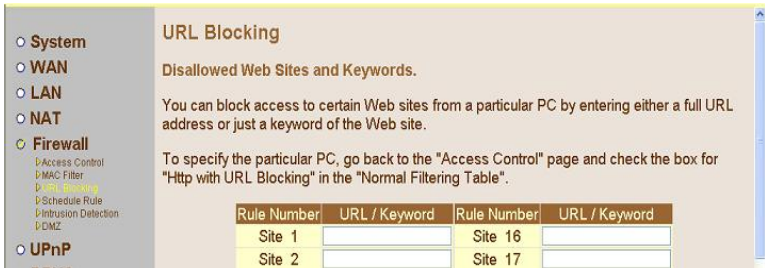 System
WAN
LAN
NAT
Firewall
Access Control
MAC Filter
URL Blocking
Schedule Rule
Intrusion Detection
DMZ
UPnP
URL Blocking
Disallowed Web Sites and Keywords.
You can block access to certain Web sites from a particular PC by entering either a full URL
address or just a keyword of the Web site.
To specify the particular PC, go back to the "Access Control" page and check the box for
"Http with URL Blocking" in the "Normal Filtering Table".
Rule Number URL / Keyword Rule Number URL / Keyword
Site 1 Site 16
Site 2 Site 17